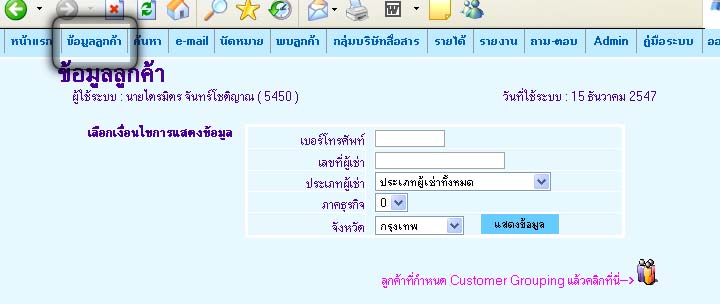 หน้าแรก ข้อมูลลูกค้า ค้นหา e-mail นัดหมาย พบลูกค้า กลุ่มบริษัทสื่อสาร รายได้ รายงาน ถาม-ตอบ Admin คู่มือระบบ ออ
ข้อมูลลูกค้า
ผู้ใช้ระบบ : นายไตรมิตร จันทร์โชติญาณ ( 5450 ) วันที่ใช้ระบบ : 15 ธันวาคม 2547
เลือกเงื่อนไขการแสดงข้อมูล
เบอร์โทรศัพท์
เลขที่ผู้เช่า
ประเภทผู้เช่า ประเภทผู้เช่าทั้งหมด
ภาคธุรกิจ 0
จังหวัด กรุงเทพ แสดงข้อมูล
ลูกค้าที่กำหนด Customer Grouping แล้วคลิกที่นี่-->